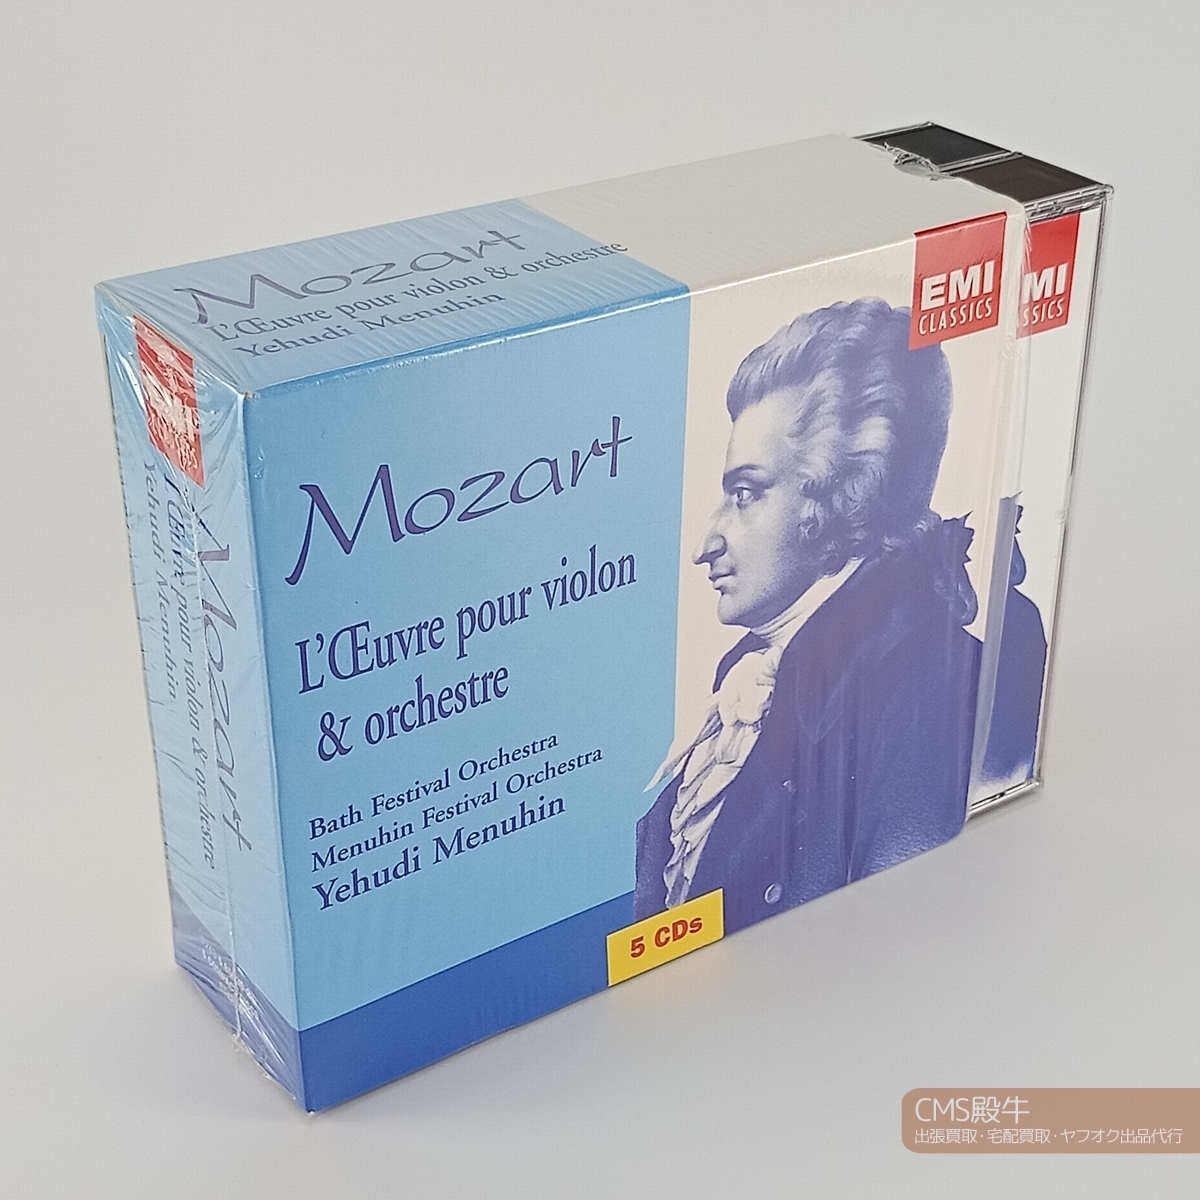 Mozart
L'Œuvre pour violon & orchestre
Yehudi Menuhin
EMI
CLASSICS
MI
SSICS
Mozart
L'Œuvre pour violon
& orchestre
Bath Festival Orchestra
Menuhin Festival Orchestra
Yehudi Menuhin
5 CDs
Mozart
L'Œuvre pour violon & orchestre
Yehudi Menuhin
CMS殿牛
出張買取・宅配買取・ヤフオク出品代行